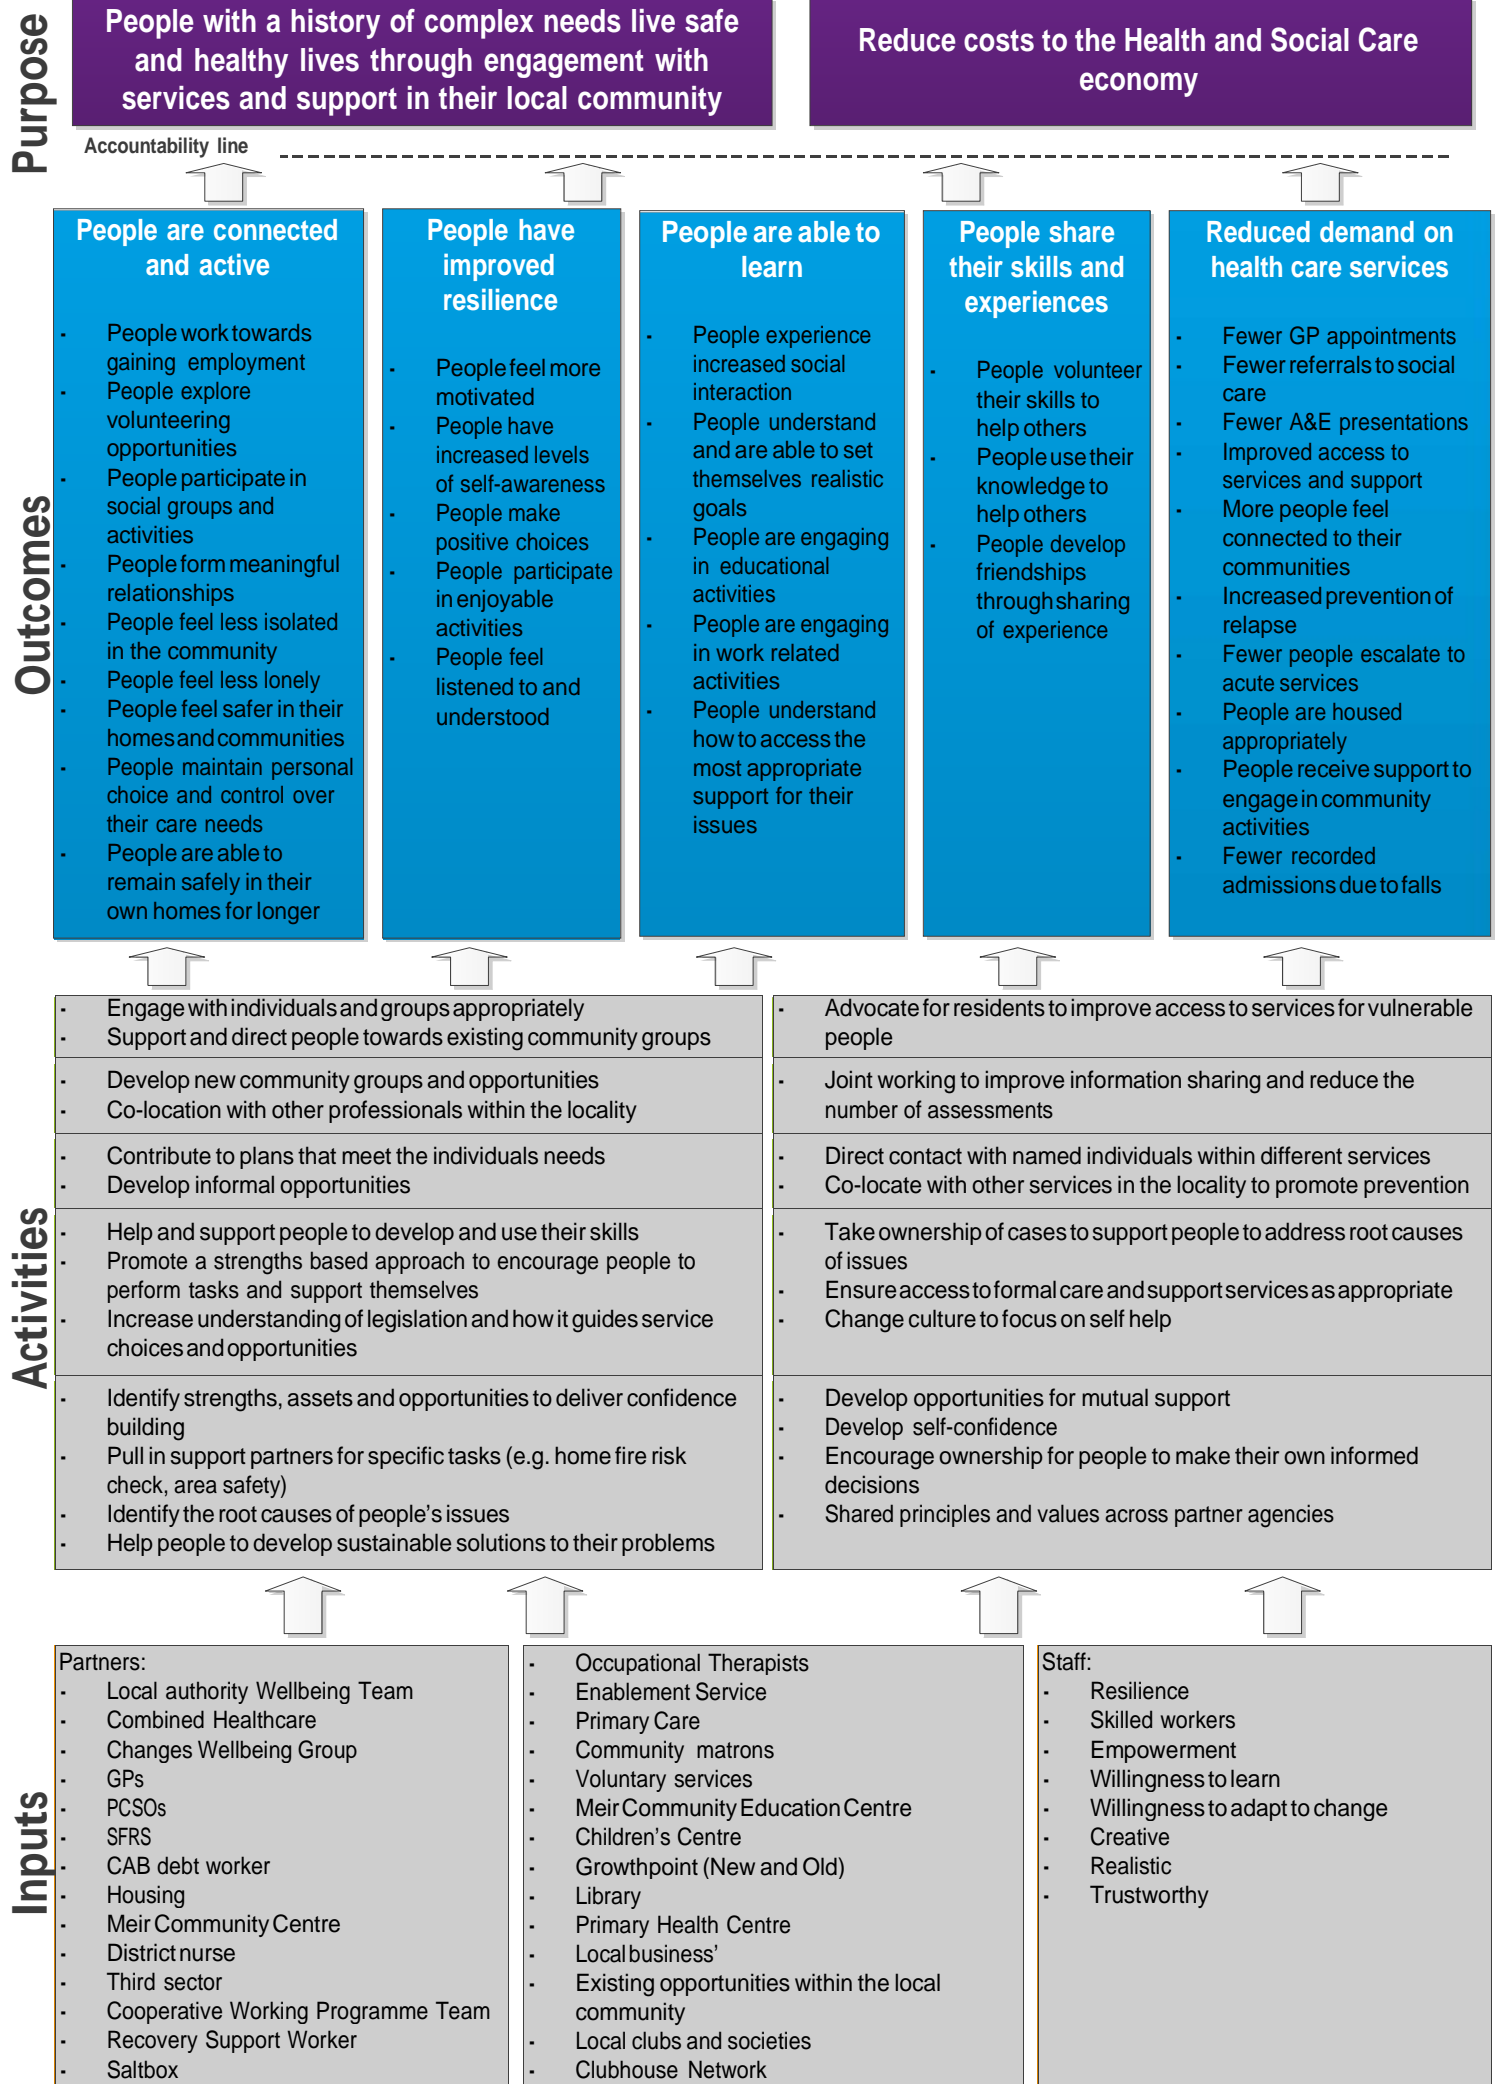 Purpose
People with a history of complex needs live safe
and healthy lives through engagement with
services and support in their local community
Reduce costs to the Health and Social Care
economy
Accountability line
Outcomes
People are connected
and active
- People work towards
gaining employment
- People explore
volunteering
opportunities
- People participate in
social groups and
activities
- People form meaningful
relationships
- People feel less isolated
in the community
- People feel less lonely
- People feel safer in their
homes and communities
- People maintain personal
choice and control over
their care needs
- People are able to
remain safely in their
own homes for longer
People have
improved
resilience
- People feel more
motivated
- People have
increased levels
of self-awareness
- People make
positive choices
- People participate
in enjoyable
activities
- People feel
listened to and
understood
People are able to
learn
- People experience
increased social
interaction
- People understand
and are able to set
themselves realistic
goals
- People are engaging
in educational
activities
- People are engaging
in work related
activities
- People understand
how to access the
most appropriate
support for their
issues
People share
their skills and
experiences
- People volunteer
their skills to
help others
- People use their
knowledge to
help others
- People develop
friendships
through sharing
of experience
Reduced demand on
health care services
- Fewer GP appointments
- Fewer referrals to social
care
- Fewer A&E presentations
- Improved access to
services and support
- More people feel
connected to their
communities
- Increased prevention of
relapse
- Fewer people escalate to
acute services
- People are housed
appropriately
- People receive support to
engage in community
activities
- Fewer recorded
admissions due to falls
Activities
- Engage with individuals and groups appropriately
- Support and direct people towards existing community groups
- Develop new community groups and opportunities
- Co-location with other professionals within the locality
- Contribute to plans that meet the individuals needs
- Develop informal opportunities
- Help and support people to develop and use their skills
- Promote a strengths based approach to encourage people to
perform tasks and support themselves
- Increase understanding of legislation and how it guides service
choices and opportunities
- Identify strengths, assets and opportunities to deliver confidence
building
- Pull in support partners for specific tasks (e.g. home fire risk
check, area safety)
- Identify the root causes of people's issues
- Help people to develop sustainable solutions to their problems
- Advocate for residents to improve access to services for vulnerable
people
- Joint working to improve information sharing and reduce the
number of assessments
- Direct contact with named individuals within different services
- Co-locate with other services in the locality to promote prevention
- Take ownership of cases to support people to address root causes
of issues
- Ensure access to formal care and support services as appropriate
- Change culture to focus on self help
- Develop opportunities for mutual support
- Develop self-confidence
- Encourage ownership for people to make their own informed
decisions
- Shared principles and values across partner agencies
Inputs
Partners:
- Local authority Wellbeing Team
- Combined Healthcare
- Changes Wellbeing Group
- GPs
- PCSOs
- SFRS
- CAB debt worker
- Housing
- Meir Community Centre
- District nurse
- Third sector
- Cooperative Working Programme Team
- Recovery Support Worker
- Saltbox
- Occupational Therapists
- Enablement Service
- Primary Care
- Community matrons
- Voluntary services
- Meir Community Education Centre
- Children's Centre
- Growthpoint (New and Old)
- Library
- Primary Health Centre
- Local business'
- Existing opportunities within the local
community
- Local clubs and societies
- Clubhouse Network
Staff:
- Resilience
- Skilled workers
- Empowerment
- Willingness to learn
- Willingness to adapt to change
- Creative
- Realistic
- Trustworthy